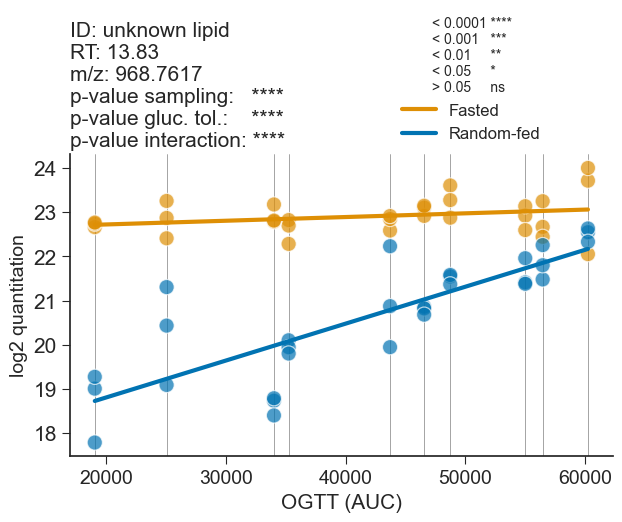 ID: unknown lipid
RT: 13.83
m/z: 968.7617
p-value sampling: ****
p-value gluc. tol.: ****
p-value interaction: ****
< 0.0001 ****
< 0.001 ***
< 0.01 **
< 0.05 *
> 0.05 ns
Fasted
Random-fed
24
23
22
21
20
19
18
log2 quantitation
20000 30000 40000 50000 60000
OGTT (AUC)